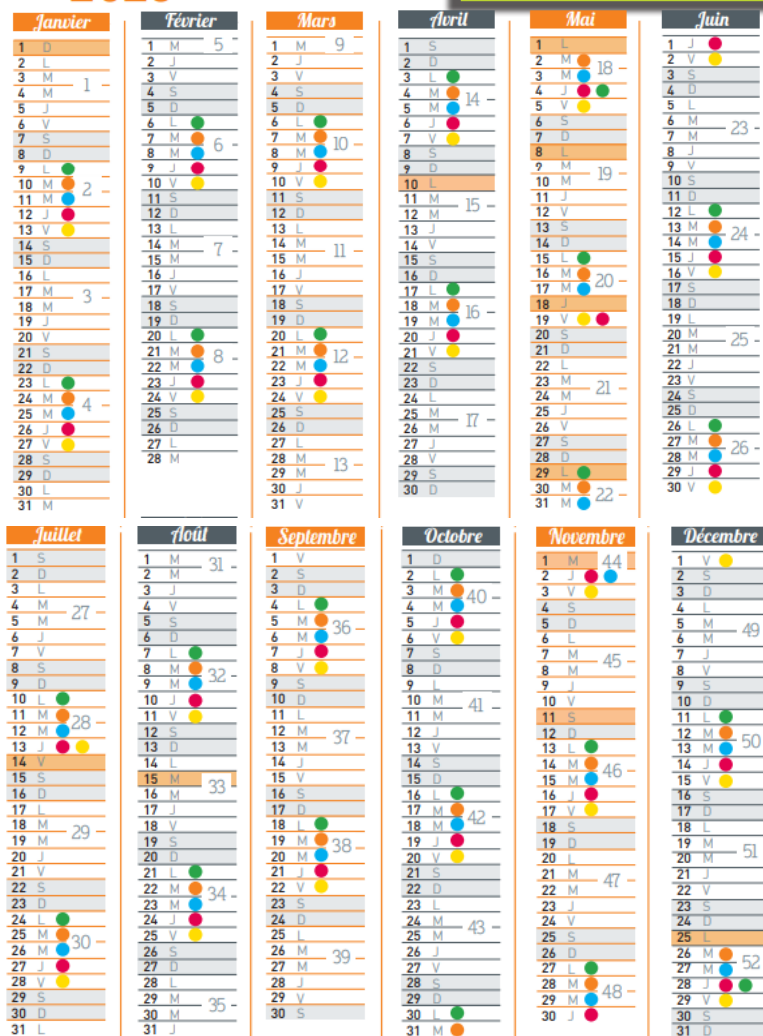 Janvier
1 D
2 L
3 M
1
4 M
5 J
6 V
7 S
8 D
9 L
10 M
2
11 M
12 J
13 V
14 S
15 D
16 L
17 M
3
18 M
19 J
20 V
21 S
22 D
23 L
24 M
4
25 M
26 J
27 V
28 S
29 D
30 L
31 M
Février
1 M 5
2 J
3 V
4 S
5 D
6 L
7 M
6
8 M
9 J
10 V
11 S
12 D
13 L
14 M
7
15 M
16 J
17 V
18 S
19 D
20 L
21 M
8
22 M
23 J
24 V
25 S
26 D
27 L
28 M
Mars
1 M 9
2 J
3 V
4 S
5 D
6 L
7 M
10
8 M
9 J
10 V
11 S
12 D
13 L
14 M
11
15 M
16 J
17 V
18 S
19 D
20 L
21 M
12
22 M
23 J
24 V
25 S
26 D
27 L
28 M
13
29 M
30 J
31 V
Avril
1 S
2 D
3 L
4 M
14
5 M
6 J
7 V
8 S
9 D
10 L
11 M
15
12 M
13 J
14 V
15 S
16 D
17 L
18 M
16
19 M
20 J
21 V
22 S
23 D
24 L
25 M
17
26 M
27 J
28 V
29 S
30 D
Mai
1 L
2 M
18
3 M
4 J
5 V
6 S
7 D
8 L
9 M
19
10 M
11 J
12 V
13 S
14 D
15 L
16 M
20
17 M
18 J
19 V
20 S
21 D
22 L
23 M
21
24 M
25 J
26 V
27 S
28 D
29 L
30 M
22
31 M
Juin
1 J
2 V
3 S
4 D
5 L
6 M
23
7 M
8 J
9 V
10 S
11 D
12 L
13 M
24
14 M
15 J
16 V
17 S
18 D
19 L
20 M
25
21 M
22 J
23 V
24 S
25 D
26 L
27 M
26
28 M
29 J
30 V
Juillet
1 S
2 D
3 L
4 M
27
5 M
6 J
7 V
8 S
9 D
10 L
11 M
28
12 M
13 J
14 V
15 S
16 D
17 L
18 M
29
19 M
20 J
21 V
22 S
23 D
24 L
25 M
30
26 M
27 J
28 V
29 S
30 D
31 L
Août
1 M
31
2 M
3 J
4 V
5 S
6 D
7 L
8 M
32
9 M
10 J
11 V
12 S
13 D
14 L
15 M
33
16 M
17 J
18 V
19 S
20 D
21 L
22 M
34
23 M
24 J
25 V
26 S
27 D
28 L
29 M
35
30 M
31 J
Septembre
1 V
2 S
3 D
4 L
5 M
36
6 M
7 J
8 V
9 S
10 D
11 L
12 M
37
13 M
14 J
15 V
16 S
17 D
18 L
19 M
38
20 M
21 J
22 V
23 S
24 D
25 L
26 M
39
27 M
28 J
29 V
30 S
Octobre
1 D
2 L
3 M
40
4 M
5 J
6 V
7 S
8 D
9 L
10 M
41
11 M
12 J
13 V
14 S
15 D
16 L
17 M
42
18 M
19 J
20 V
21 S
22 D
23 L
24 M
43
25 M
26 J
27 V
28 S
29 D
30 L
31 M
Novembre
1 M 44
2 J
3 V
4 S
5 D
6 L
7 M
45
8 M
9 J
10 V
11 S
12 D
13 L
14 M
46
15 M
16 J
17 V
18 S
19 D
20 L
21 M
47
22 M
23 J
24 V
25 S
26 D
27 L
28 M
48
29 M
30 J
Décembre
1 V
2 S
3 D
4 L
5 M
49
6 M
7 J
8 V
9 S
10 D
11 L
12 M
50
13 M
14 J
15 V
16 S
17 D
18 L
19 M
51
20 M
21 J
22 V
23 S
24 D
25 L
26 M
52
27 M
28 J
29 V
30 S
31 D